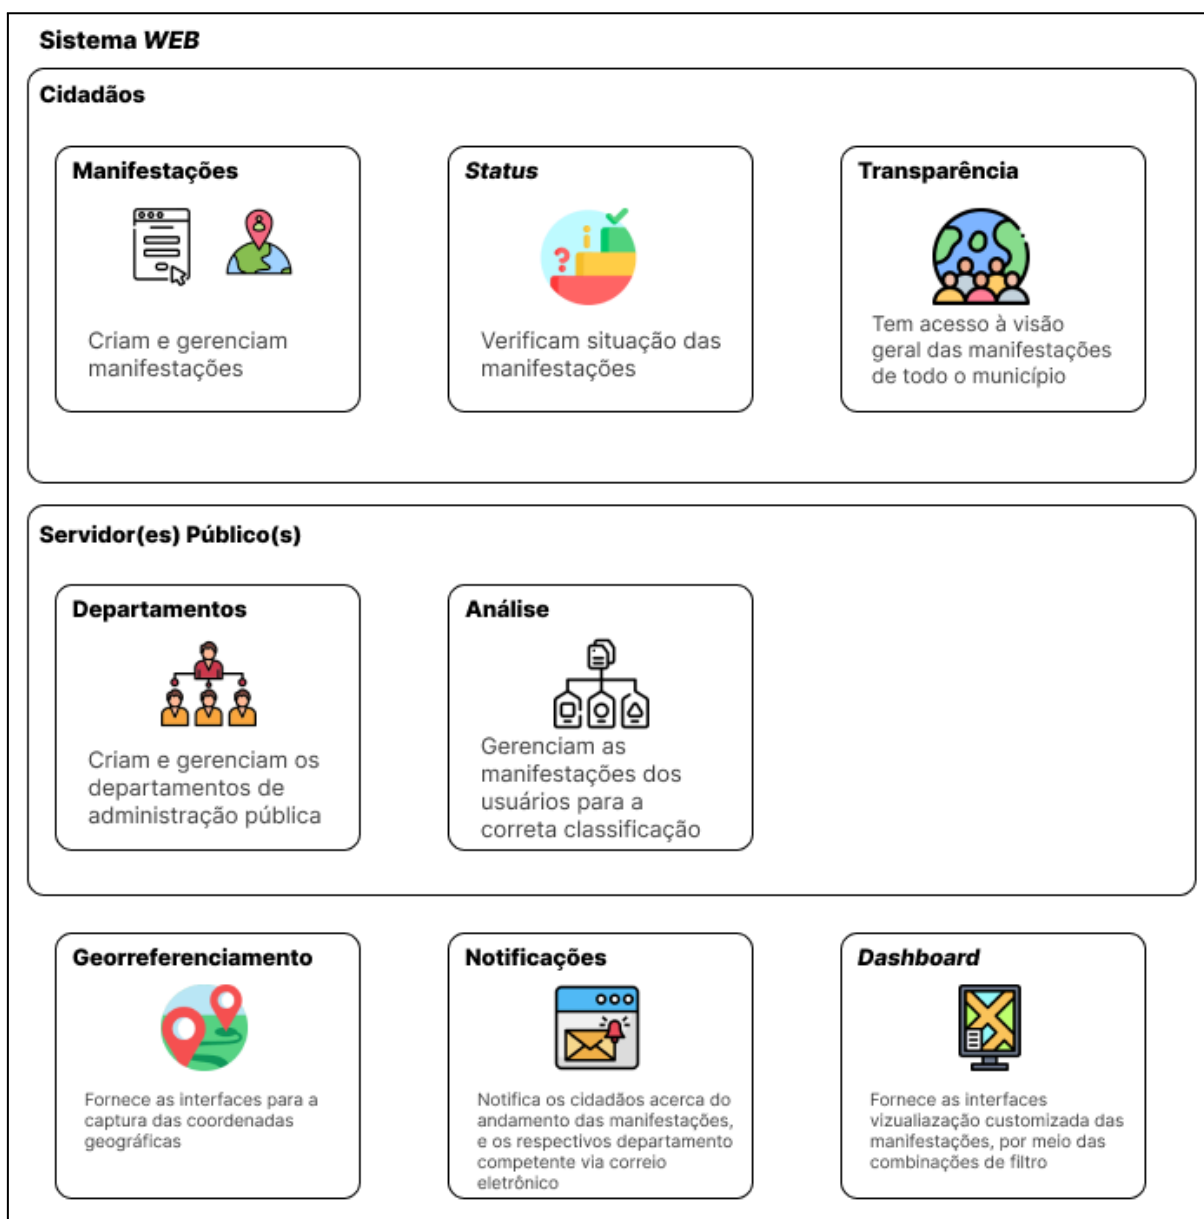 Sistema WEB
Cidadãos
Manifestações
Criam e gerenciam
manifestações
Status
Verificam situação das
manifestações
Transparência
Tem acesso à visão
geral das manifestações
de todo o município
Servidor(es) Público(s)
Departamentos
Criam e gerenciam os
departamentos de
administração pública
Análise
Gerenciam as
manifestações dos
usuários para a
correta classificação
Georreferenciamento
Fornece as interfaces para a
captura das coordenadas
geográficas
Notificações
Notifica os cidadãos acerca do
andamento das manifestações,
e os respectivos departamento
competente via correio
eletrônico
Dashboard
Fornece as interfaces
vizualiazação customizada das
manifestações, por meio das
combinações de filtro